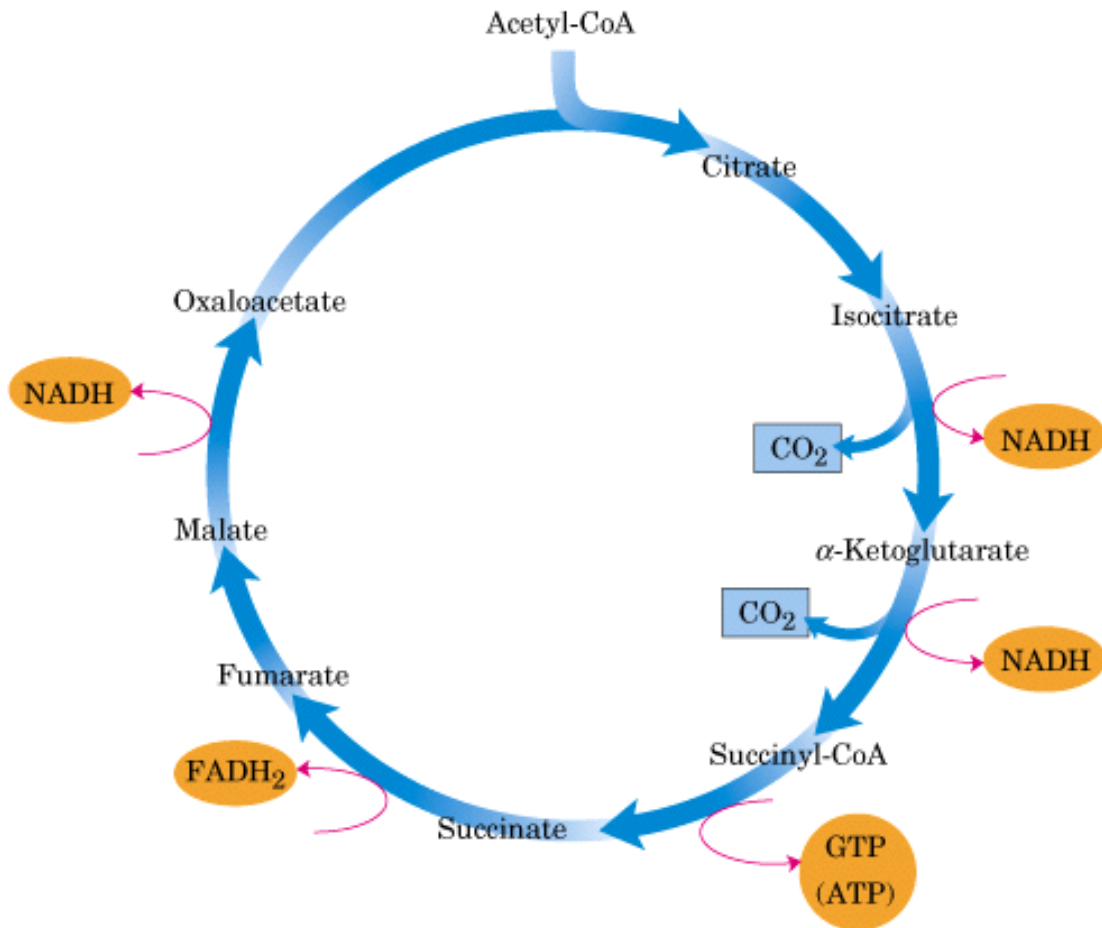 Acetyl-CoA
Citrate
Oxaloacetate
Isocitrate
NADH
NADH
CO₂
Malate
α-Ketoglutarate
CO₂
NADH
Fumarate
Succinyl-CoA
FADH₂
Succinate
GTP
(ATP)